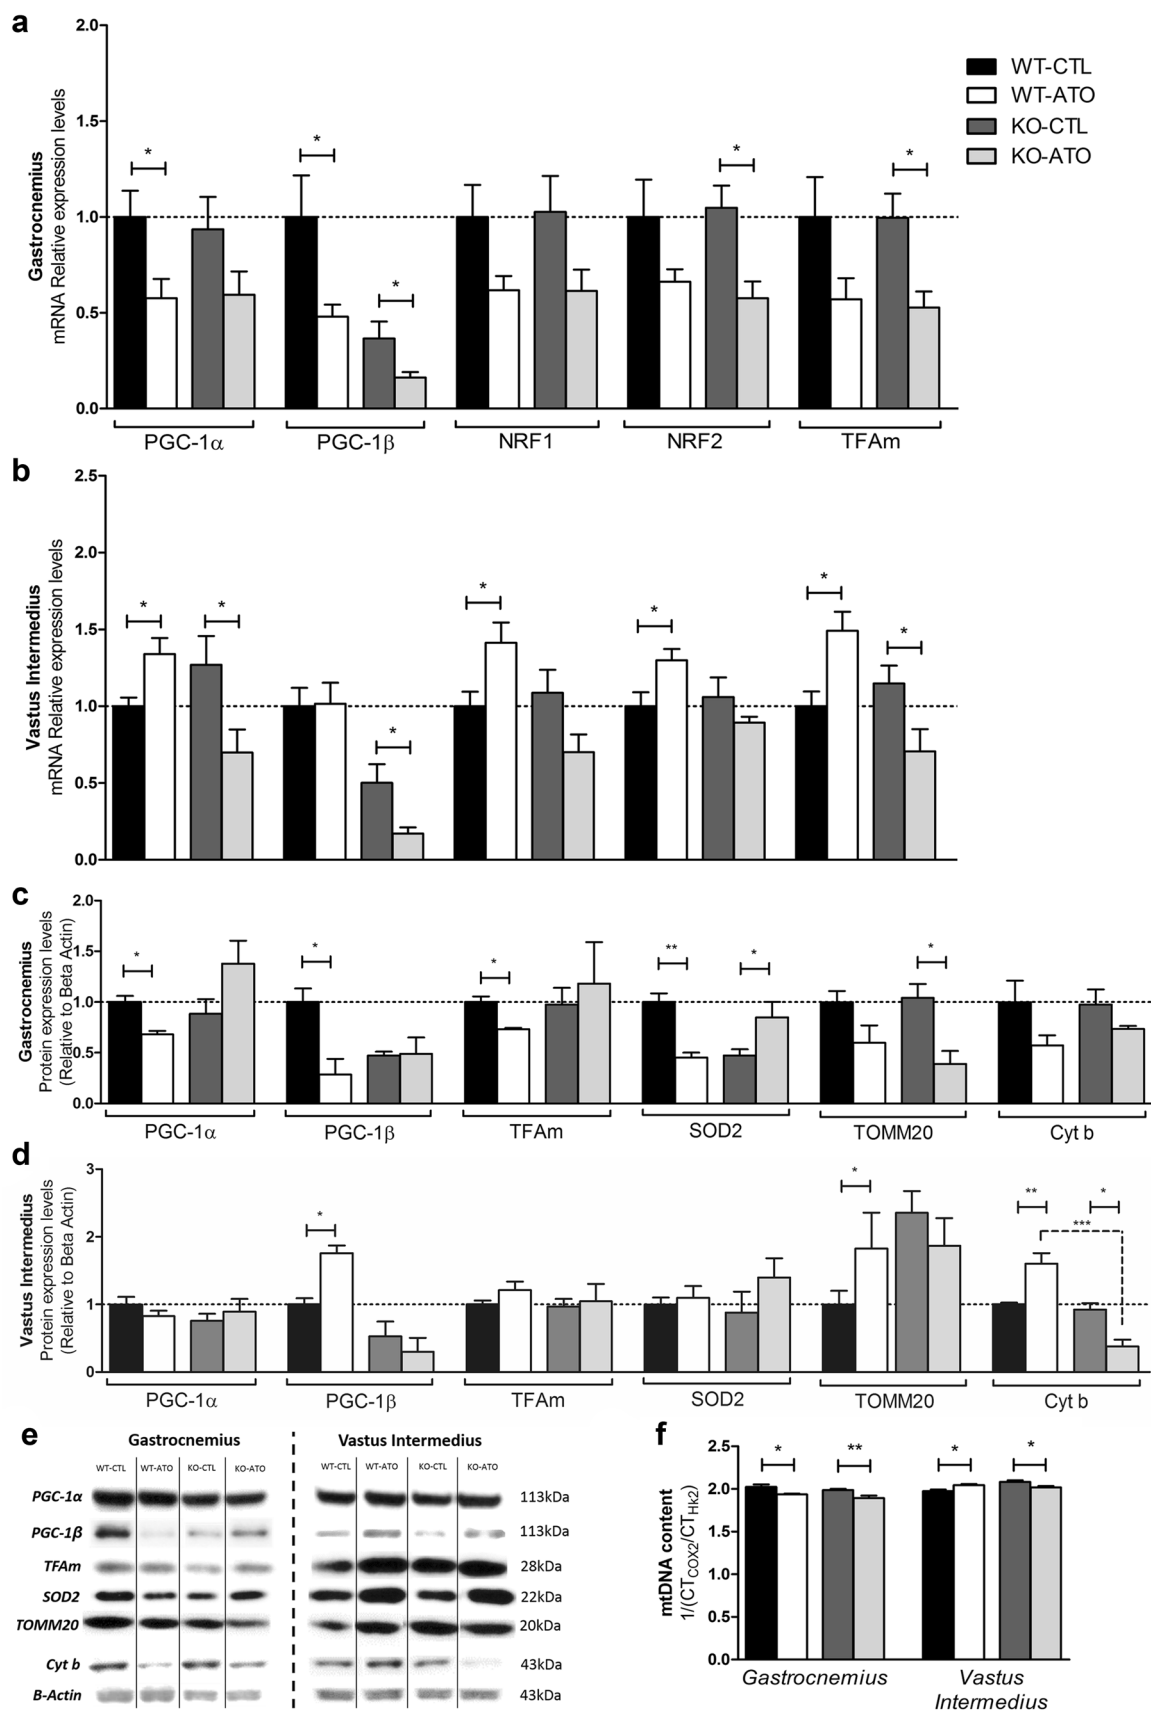 a
Gastrocnemius
mRNA Relative expression levels
2.0
1.5
1.0
0.5
0.0
* * * * *
WT-CTL
WT-ATO
KO-CTL
KO-ATO
PGC-1α PGC-1β NRF1 NRF2 TFAm
b
Vastus Intermedius
mRNA Relative expression levels
2.5
2.0
1.5
1.0
0.5
0.0
* * * * * * *
c
Gastrocnemius
Protein expression levels
(Relative to Beta Actin)
2.0
1.5
1.0
0.5
0.0
* * * ** * *
PGC-1α PGC-1β TFAm SOD2 TOMM20 Cyt b
d
Vastus Intermedius
Protein expression levels
(Relative to Beta Actin)
3
2
1
0
* * ** * ***
PGC-1α PGC-1β TFAm SOD2 TOMM20 Cyt b
e
Gastrocnemius Vastus Intermedius
WT-CTL WT-ATO KO-CTL KO-ATO WT-CTL WT-ATO KO-CTL KO-ATO
PGC-1α 113kDa
PGC-1β 113kDa
TFAm 28kDa
SOD2 22kDa
TOMM20 20kDa
Cyt b 43kDa
B-Actin 43kDa
f
mtDNA content
1/(CT_COX2/CT_Hk2)
2.5
2.0
1.5
1.0
0.5
0.0
* ** * *
Gastrocnemius Vastus
Intermedius